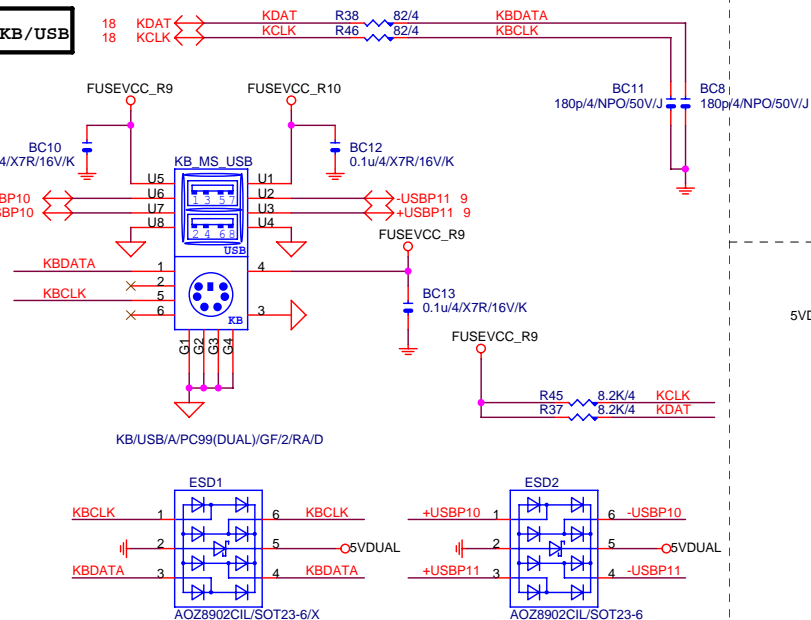 KB/USB
18 KDAT KDAT R38 82/4 KBDATA
18 KCLK KCLK R46 82/4 KBCLK
BC11 BC8
180p/4/NPO/50V/J 180p/4/NPO/50V/J
FUSEVCC_R9 FUSEVCC_R10
BC10 BC12
4/X7R/16V/K 0.1u/4/X7R/16V/K
KB_MS_USB
U5 U1
BP10 U6 1 3 5 7 U2 -USBP11 9
SBP10 U7 U3 +USBP11 9
U8 2 4 6 8 U4
USB
FUSEVCC_R9
KBDATA 1 4
2
KBCLK 5
6 3
KB
BC13
0.1u/4/X7R/16V/K
5VD
G1 G2 G3 G4
FUSEVCC_R9
R45 8.2K/4 KCLK
R37 8.2K/4 KDAT
KB/USB/A/PC99(DUAL)/GF/2/RA/D
ESD1 ESD2
KBCLK 1 6 KBCLK +USBP10 1 6 -USBP10
2 5 5VDUAL 2 5 5VDUAL
KBDATA 3 4 KBDATA +USBP11 3 4 -USBP11
AOZ8902CIL/SOT23-6/X AOZ8902CIL/SOT23-6